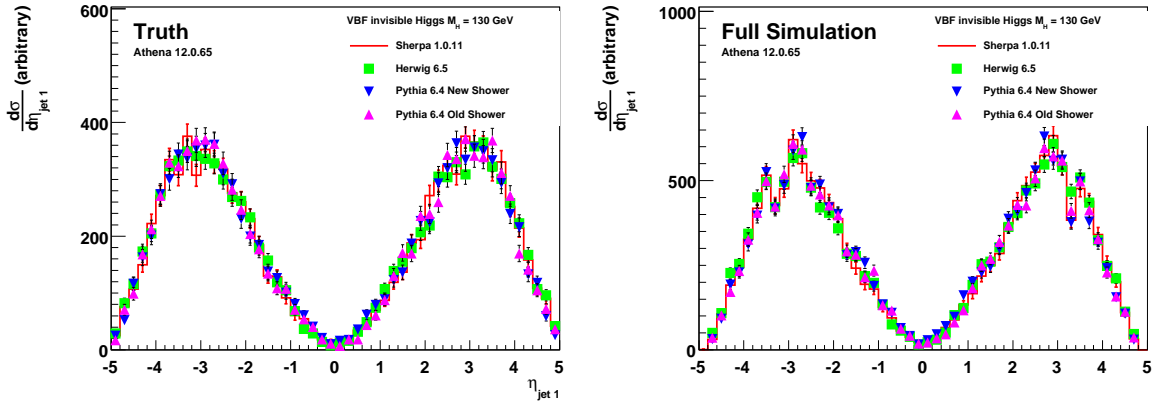 Truth
Athena 12.0.65
VBF invisible Higgs M_H = 130 GeV
Sherpa 1.0.11
Herwig 6.5
Pythia 6.4 New Shower
Pythia 6.4 Old Shower
dσ/dη_jet 1 (arbitrary)
600
400
200
0
-5 -4 -3 -2 -1 0 1 2 3 4 5
η_jet 1
Full Simulation
Athena 12.0.65
VBF invisible Higgs M_H = 130 GeV
Sherpa 1.0.11
Herwig 6.5
Pythia 6.4 New Shower
Pythia 6.4 Old Shower
dσ/dη_jet 1 (arbitrary)
1000
500
0
-5 -4 -3 -2 -1 0 1 2 3 4 5
η_jet 1